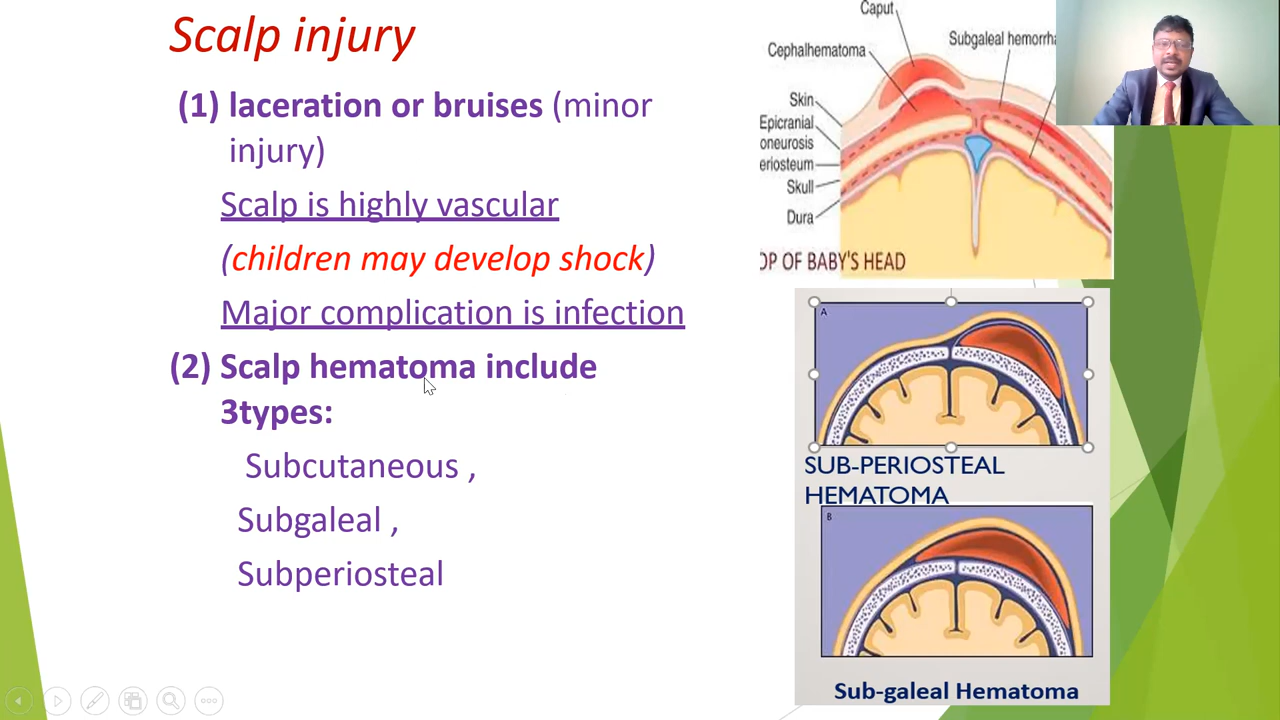 Scalp injury
(1) laceration or bruises (minor
injury)
Scalp is highly vascular
(children may develop shock)
Major complication is infection
(2) Scalp hematoma include
3types:
Subcutaneous ,
Subgaleal ,
Subperiosteal
Caput
Cephalhematoma
Subgaleal hemorrha
Skin
Epicranial
oneurosis
eriosteum
Skull
Dura
OP OF BABY'S HEAD
A
SUB-PERIOSTEAL
HEMATOMA
B
Sub-galeal Hematoma